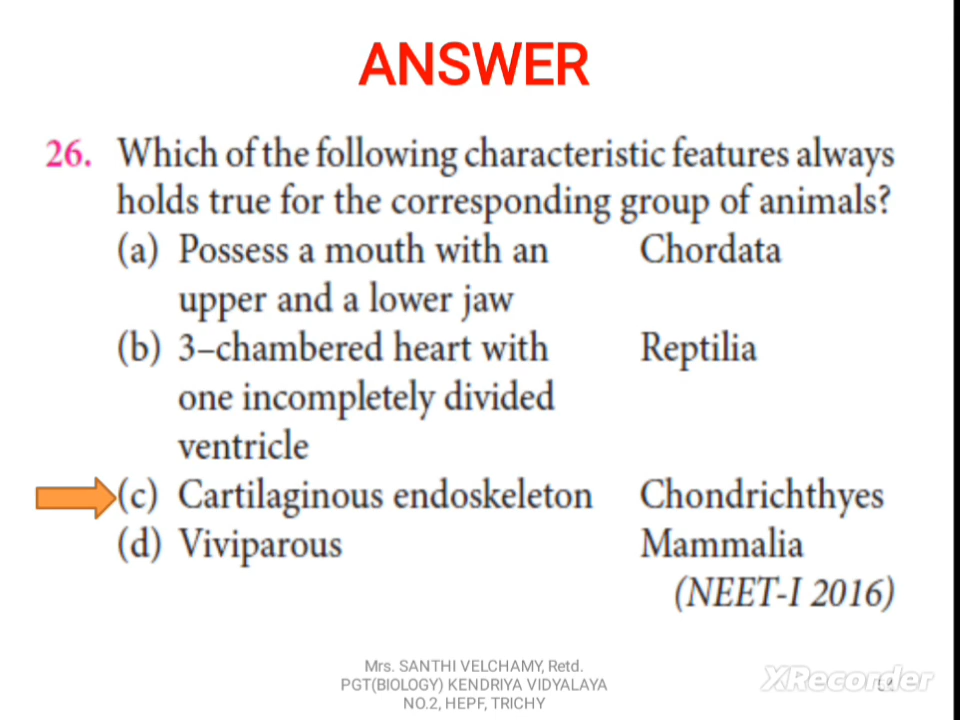 ANSWER
26. Which of the following characteristic features always
holds true for the corresponding group of animals?
(a) Possess a mouth with an Chordata
upper and a lower jaw
(b) 3–chambered heart with Reptilia
one incompletely divided
ventricle
(c) Cartilaginous endoskeleton Chondrichthyes
(d) Viviparous Mammalia
(NEET-I 2016)
Mrs. SANTHI VELCHAMY, Retd.
PGT(BIOLOGY) KENDRIYA VIDYALAYA
NO.2, HEPF, TRICHY
XRecorder